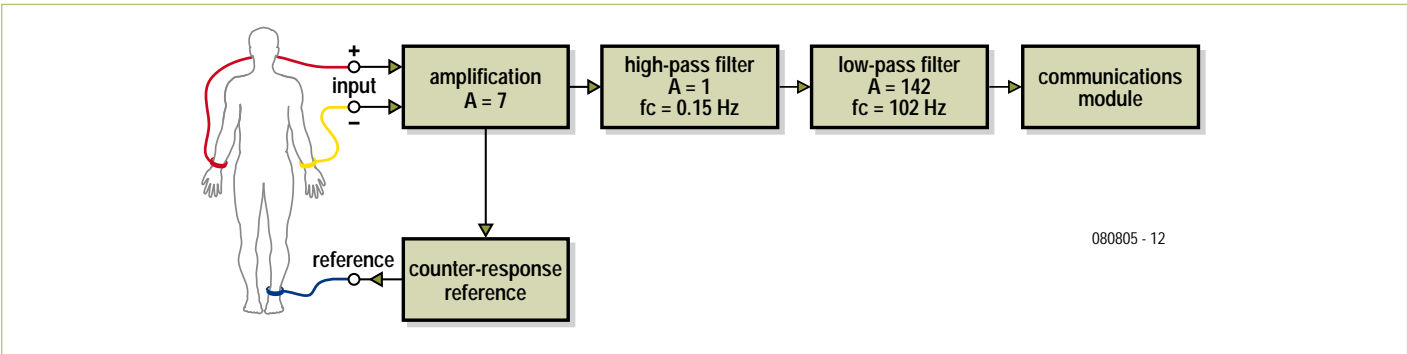 +
input
−
amplification
A = 7
high-pass filter
A = 1
fc = 0.15 Hz
low-pass filter
A = 142
fc = 102 Hz
communications
module
reference
counter-response
reference
080805 - 12